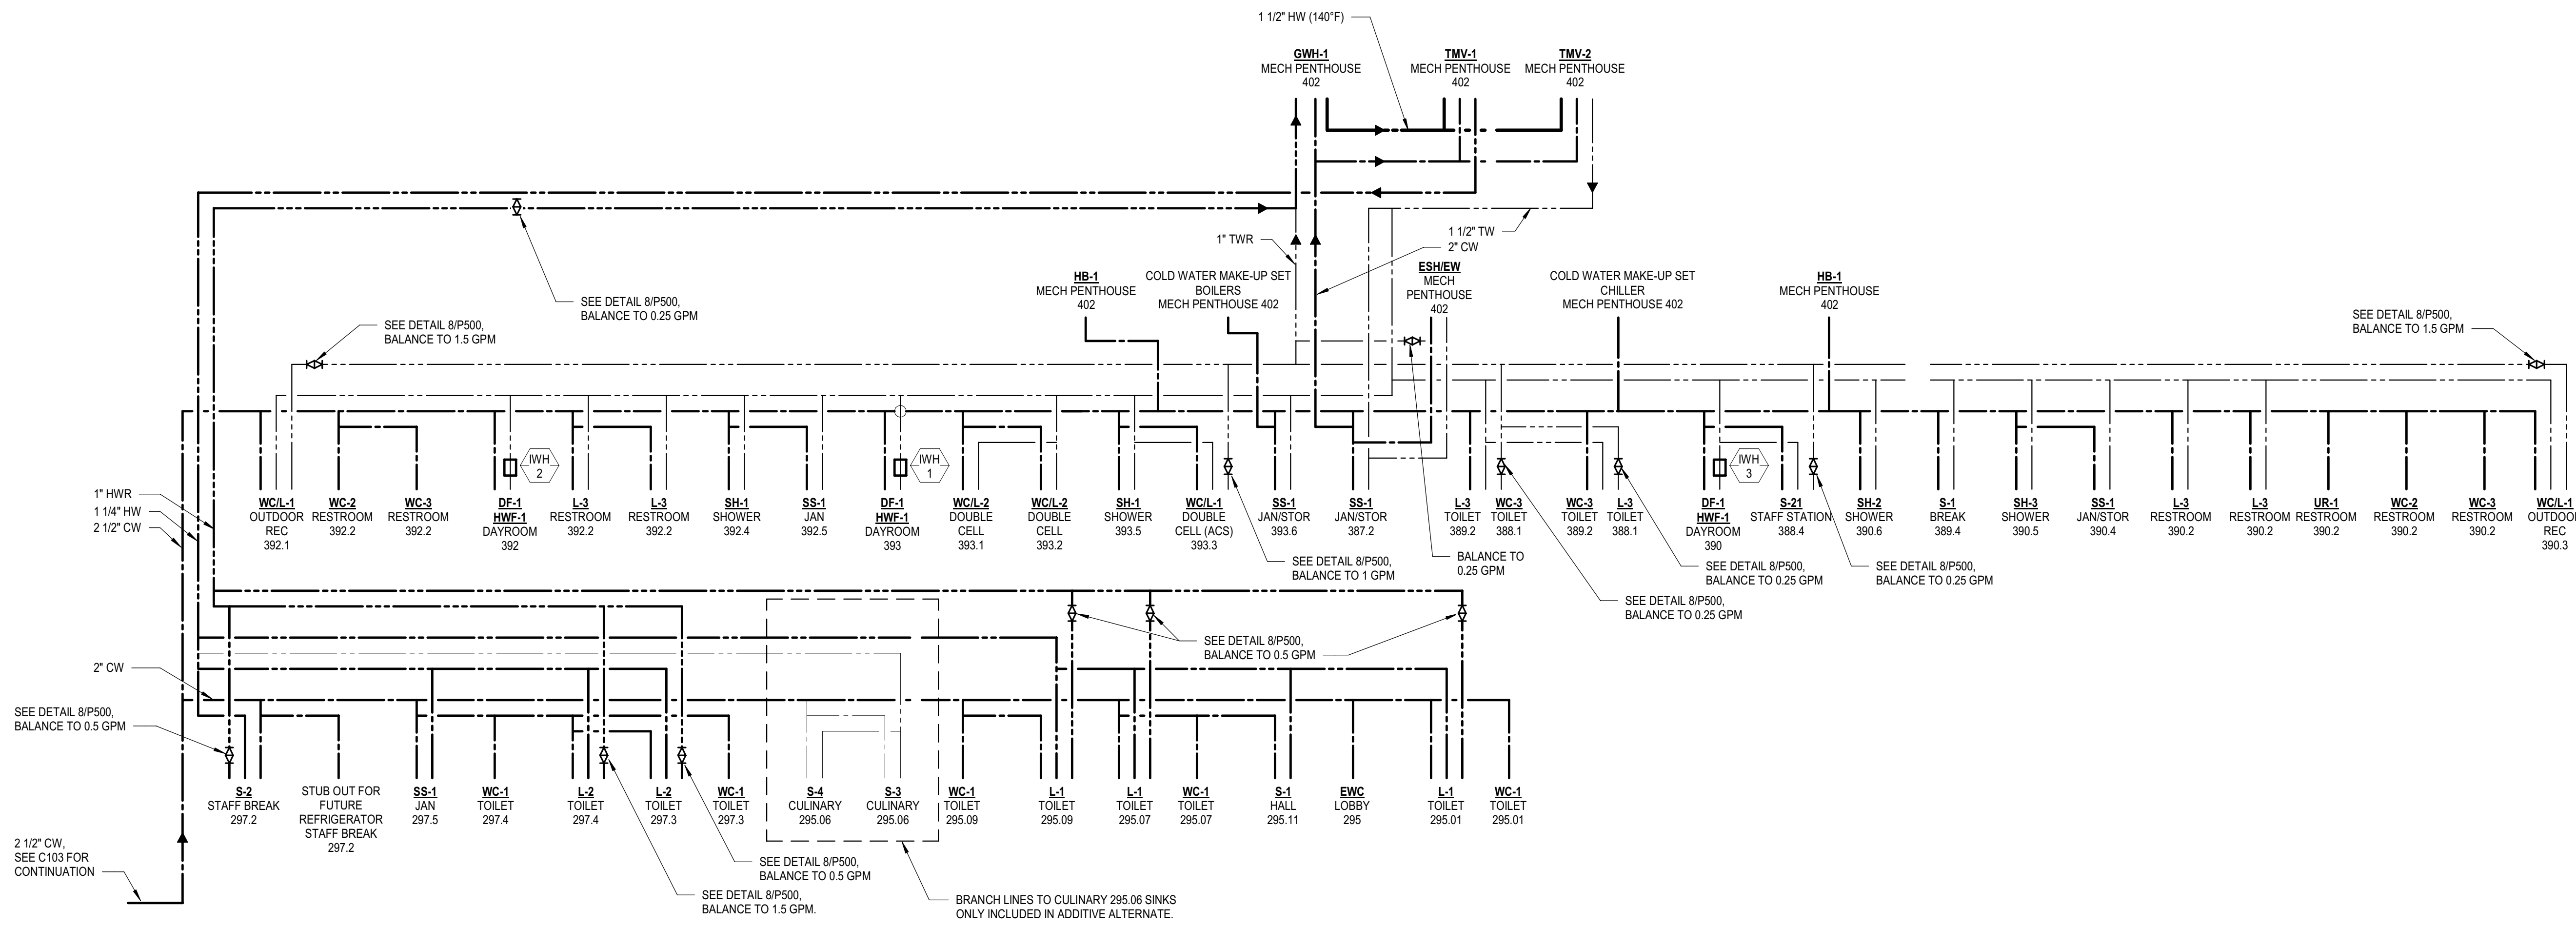 1 1/2" HW (140°F)
GWH-1
MECH PENTHOUSE
402
TMV-1
MECH PENTHOUSE
402
TMV-2
MECH PENTHOUSE
402
1" TWR
1 1/2" TW
2" CW
SEE DETAIL 8/P500,
BALANCE TO 0.25 GPM
SEE DETAIL 8/P500,
BALANCE TO 1.5 GPM
HB-1
MECH PENTHOUSE
402
COLD WATER MAKE-UP SET
BOILERS
MECH PENTHOUSE 402
ESH/EW
MECH
PENTHOUSE
402
COLD WATER MAKE-UP SET
CHILLER
MECH PENTHOUSE 402
HB-1
MECH PENTHOUSE
402
SEE DETAIL 8/P500,
BALANCE TO 1.5 GPM
IWH
2
IWH
1
IWH
3
1" HWR
1 1/4" HW
2 1/2" CW
WC/L-1
OUTDOOR
REC
392.1
WC-2
RESTROOM
392.2
WC-3
RESTROOM
392.2
DF-1
HWF-1
DAYROOM
392
L-3
RESTROOM
392.2
L-3
RESTROOM
392.2
SH-1
SHOWER
392.4
SS-1
JAN
392.5
DF-1
HWF-1
DAYROOM
393
WC/L-2
DOUBLE
CELL
393.1
WC/L-2
DOUBLE
CELL
393.2
SH-1
SHOWER
393.5
WC/L-1
DOUBLE
CELL (ACS)
393.3
SS-1
JAN/STOR
393.6
SS-1
JAN/STOR
387.2
L-3
TOILET
389.2
WC-3
TOILET
388.1
WC-3
TOILET
389.2
L-3
TOILET
388.1
DF-1
HWF-1
DAYROOM
390
S-21
STAFF STATION
388.4
SH-2
SHOWER
390.6
S-1
BREAK
389.4
SH-3
SHOWER
390.5
SS-1
JAN/STOR
390.4
L-3
RESTROOM
390.2
L-3
RESTROOM
390.2
UR-1
RESTROOM
390.2
WC-2
RESTROOM
390.2
WC-3
RESTROOM
390.2
WC/L-1
OUTDOOR
REC
390.3
SEE DETAIL 8/P500,
BALANCE TO 1 GPM
BALANCE TO
0.25 GPM
SEE DETAIL 8/P500,
BALANCE TO 0.25 GPM
SEE DETAIL 8/P500,
BALANCE TO 0.25 GPM
SEE DETAIL 8/P500,
BALANCE TO 0.25 GPM
SEE DETAIL 8/P500,
BALANCE TO 0.5 GPM
2" CW
SEE DETAIL 8/P500,
BALANCE TO 0.5 GPM
S-2
STAFF BREAK
297.2
STUB OUT FOR
FUTURE
REFRIGERATOR
STAFF BREAK
297.2
SS-1
JAN
297.5
WC-1
TOILET
297.4
L-2
TOILET
297.4
L-2
TOILET
297.3
WC-1
TOILET
297.3
S-4
CULINARY
295.06
S-3
CULINARY
295.06
WC-1
TOILET
295.09
L-1
TOILET
295.09
L-1
TOILET
295.07
WC-1
TOILET
295.07
S-1
HALL
295.11
EWC
LOBBY
295
L-1
TOILET
295.01
WC-1
TOILET
295.01
2 1/2" CW,
SEE C103 FOR
CONTINUATION
SEE DETAIL 8/P500,
BALANCE TO 0.5 GPM
SEE DETAIL 8/P500,
BALANCE TO 1.5 GPM.
BRANCH LINES TO CULINARY 295.06 SINKS
ONLY INCLUDED IN ADDITIVE ALTERNATE.